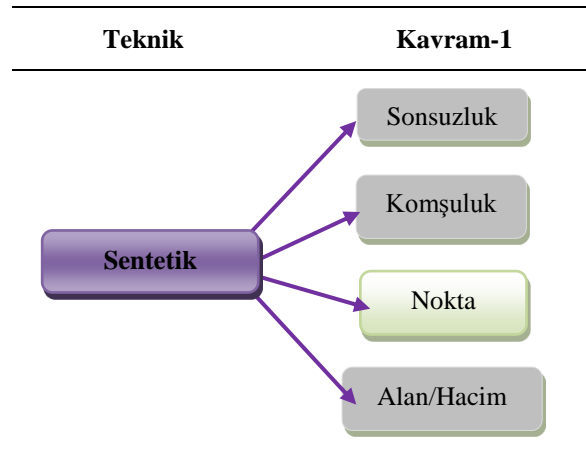 Teknik Kavram-1
Sonsuzluk
Komşuluk
Sentetik
Nokta
Alan/Hacim